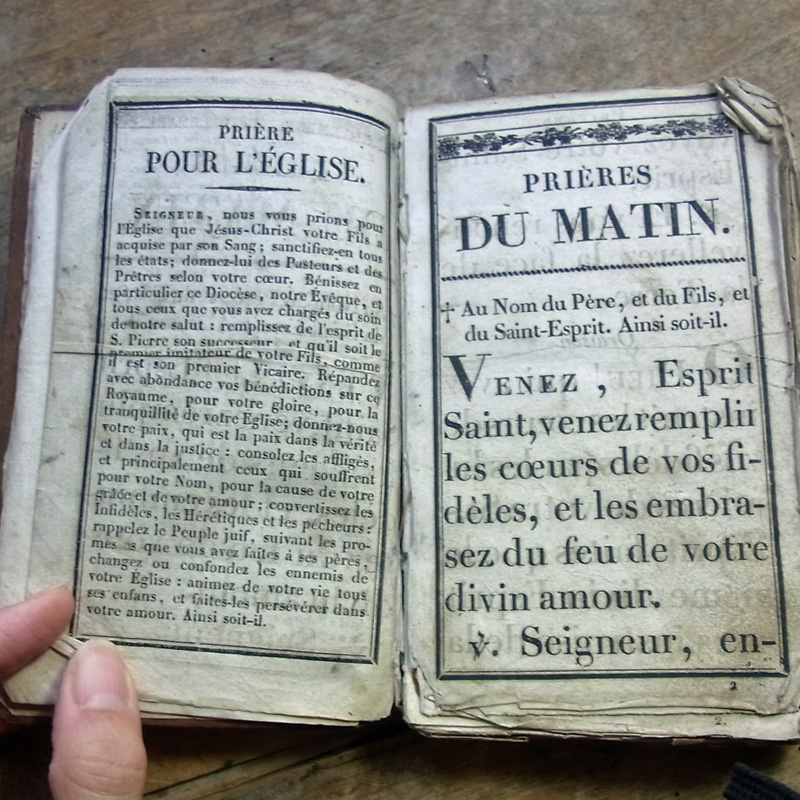 PRIÈRE
POUR L'ÉGLISE.
SEIGNEUR, nous vous prions pour
l'Église que Jésus-Christ votre Fils a
acquise par son Sang; sanctifiez-en tous
les états; donnez-lui des Pasteurs et des
Prêtres selon votre cœur. Bénissez en
particulier ce Diocèse, notre Évêque, et
tous ceux que vous avez chargés du soin
de notre salut : remplissez de l'esprit de
S. Pierre son successeur, et qu'il soit le
premier imitateur de votre Fils, comme
il est son premier Vicaire. Répandez
avec abondance vos bénédictions sur ce
Royaume, pour votre gloire, pour la
tranquillité de votre Église; donnez-nous
votre paix, qui est la paix dans la vérité
et dans la justice : consolez les affligés,
et principalement ceux qui souffrent
pour votre Nom, pour la cause de votre
grâce et de votre amour; convertissez les
Infidèles, les Hérétiques et les pécheurs :
rappelez le Peuple juif, suivant les pro-
messes que vous avez faites à ses pères,
changez ou confondez les ennemis de
votre Église : animez de votre vie tous
ses enfans, et faites-les persévérer dans
votre amour. Ainsi soit-il.
PRIÈRES
DU MATIN.
† Au Nom du Père, et du Fils, et
du Saint-Esprit. Ainsi soit-il.
VENEZ, Esprit
Saint, venez remplir
les cœurs de vos fi-
dèles, et les embra-
sez du feu de votre
divin amour.
℣. Seigneur, en-
2
2.